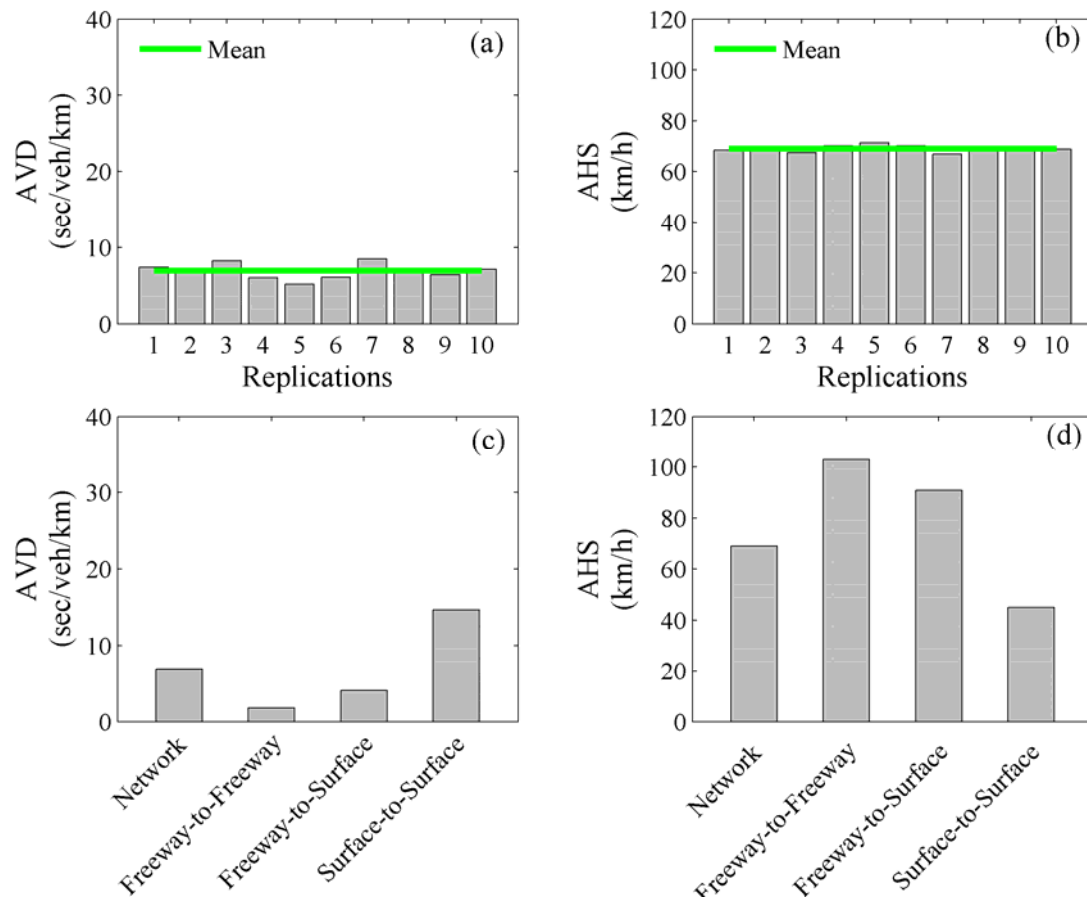 40
30
20
10
0
AVD
(sec/veh/km)
Mean
(a)
1 2 3 4 5 6 7 8 9 10
Replications
120
100
80
60
40
20
0
AHS
(km/h)
Mean
(b)
1 2 3 4 5 6 7 8 9 10
Replications
40
30
20
10
0
AVD
(sec/veh/km)
(c)
Network
Freeway-to-Freeway
Freeway-to-Surface
Surface-to-Surface
120
100
80
60
40
20
0
AHS
(km/h)
(d)
Network
Freeway-to-Freeway
Freeway-to-Surface
Surface-to-Surface